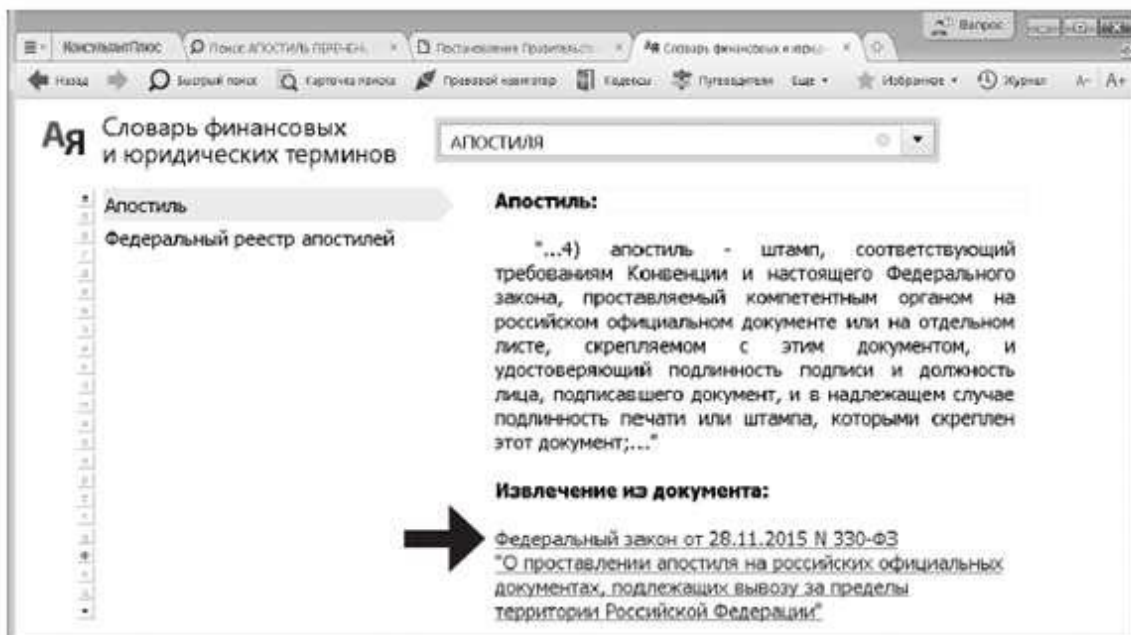 Вопрос
КонсультантПлюс
Поиск: АПОСТИЛЬ ПЕРЕЧЕН.
Постановление Правительст
Ая Словарь финансовых и юрид
Назад
Быстрый поиск
Карточка поиска
Правовой навигатор
Кодексы
Путеводители
Еще
Избранное
Журнал
А- А+
Ая
Словарь финансовых
и юридических терминов
АПОСТИЛЯ
Апостиль
Федеральный реестр апостилей
Апостиль:
"...4) апостиль - штамп, соответствующий
требованиям Конвенции и настоящего Федерального
закона, проставляемый компетентным органом на
российском официальном документе или на отдельном
листе, скрепляемом с этим документом, и
удостоверяющий подлинность подписи и должность
лица, подписавшего документ, и в надлежащем случае
подлинность печати или штампа, которыми скреплен
этот документ;..."
Извлечение из документа:
Федеральный закон от 28.11.2015 N 330-ФЗ
"О проставлении апостиля на российских официальных
документах, подлежащих вывозу за пределы
территории Российской Федерации"